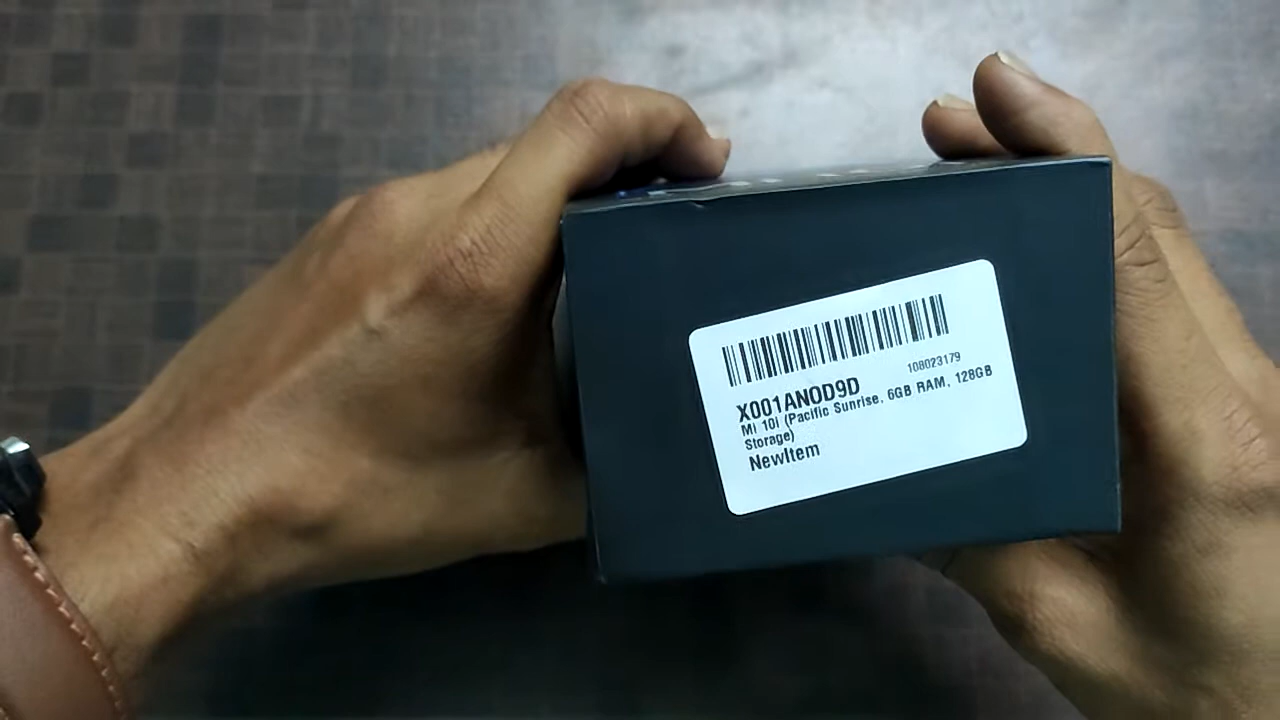 108023179
X001ANOD9D
Mi 10i (Pacific Sunrise, 6GB RAM, 128GB
Storage)
NewItem